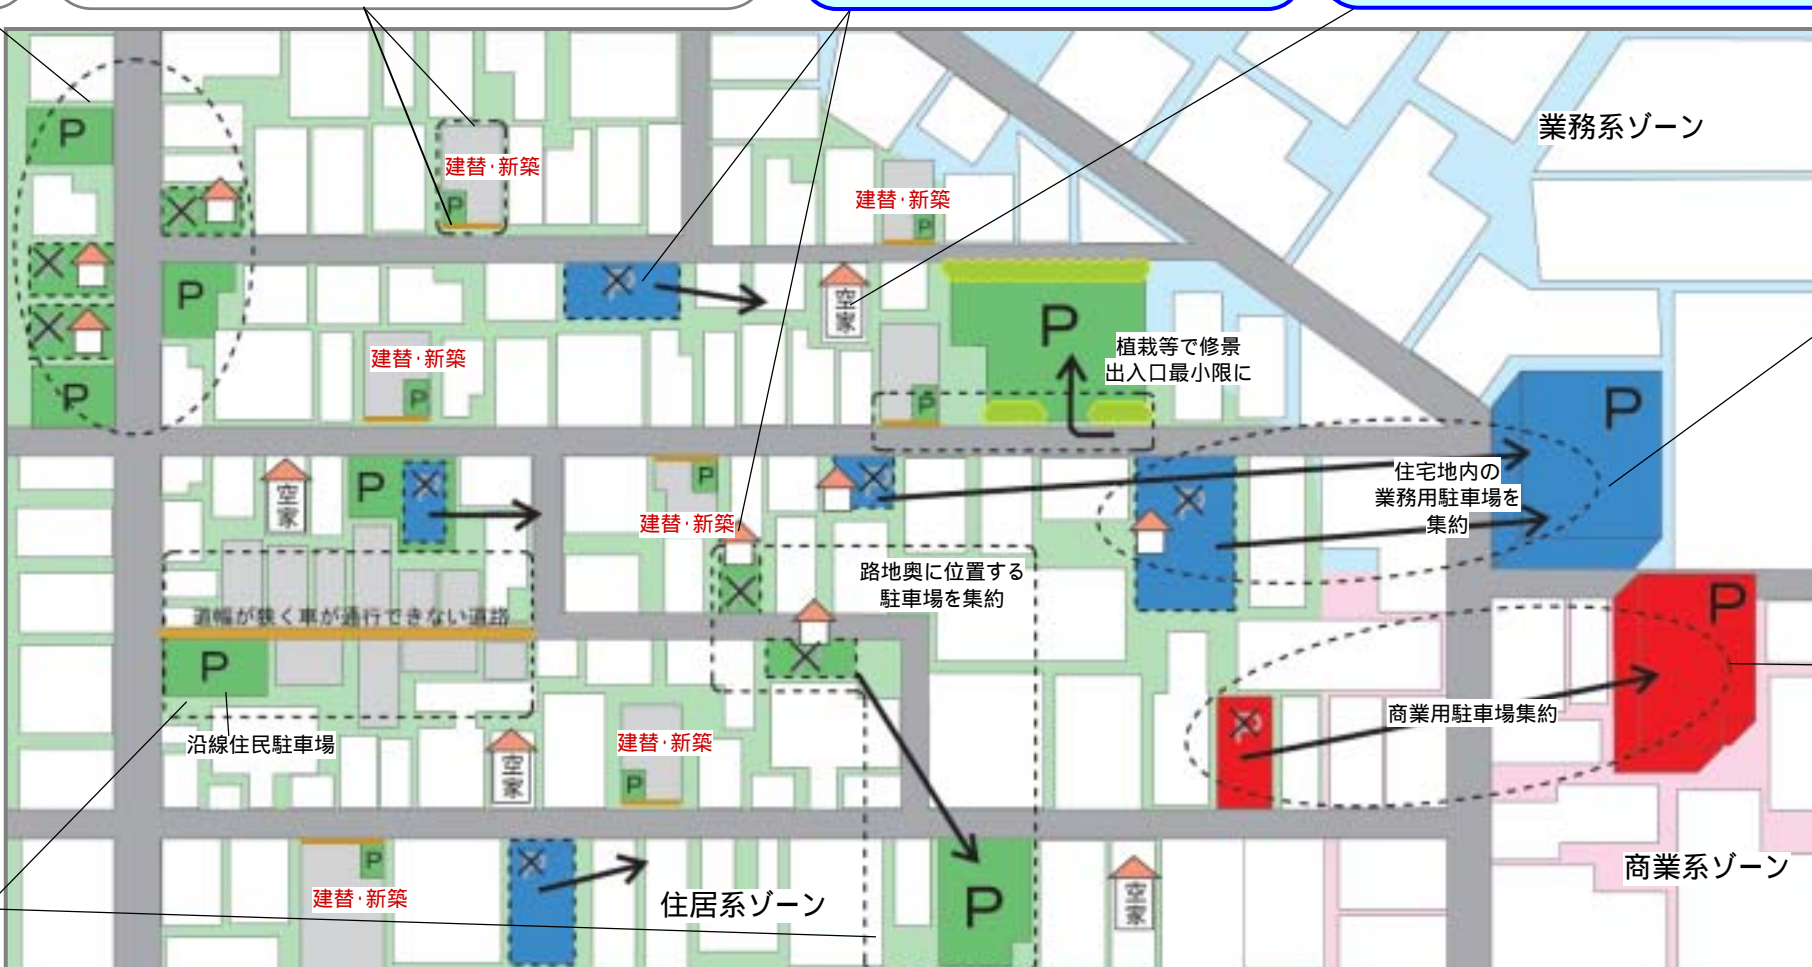 業務系ゾーン
P
建替・新築
P
建替・新築
P
P
空家
P
植栽等で修景
出入口最小限に
建替・新築
P
P
P
P
空家
P
P
住宅地内の
業務用駐車場を
集約
建替・新築
路地奥に位置する
駐車場を集約
道幅が狭く車が通行できない道路
P
P
沿線住民駐車場
商業用駐車場集約
建替・新築
P
空家
P
建替・新築
住居系ゾーン
P
空家
商業系ゾーン